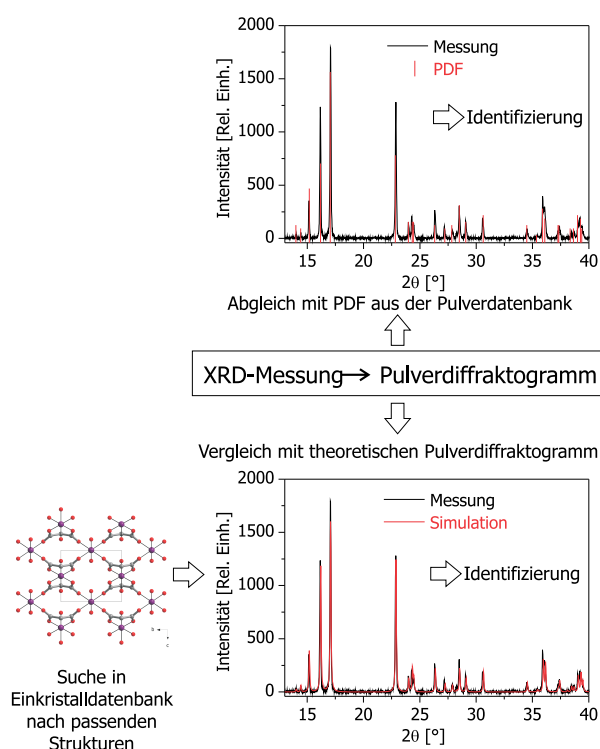 2000
1500
1000
500
0
Intensität [Rel. Einh.]
Messung
PDF
Identifizierung
15 20 25 30 35 40
2θ [°]
Abgleich mit PDF aus der Pulverdatenbank
XRD-Messung → Pulverdiffraktogramm
Vergleich mit theoretischen Pulverdiffraktogramm
2000
1500
1000
500
0
Intensität [Rel. Einh.]
Messung
Simulation
Identifizierung
15 20 25 30 35 40
2θ [°]
Suche in
Einkristalldatenbank
nach passenden
Strukturen